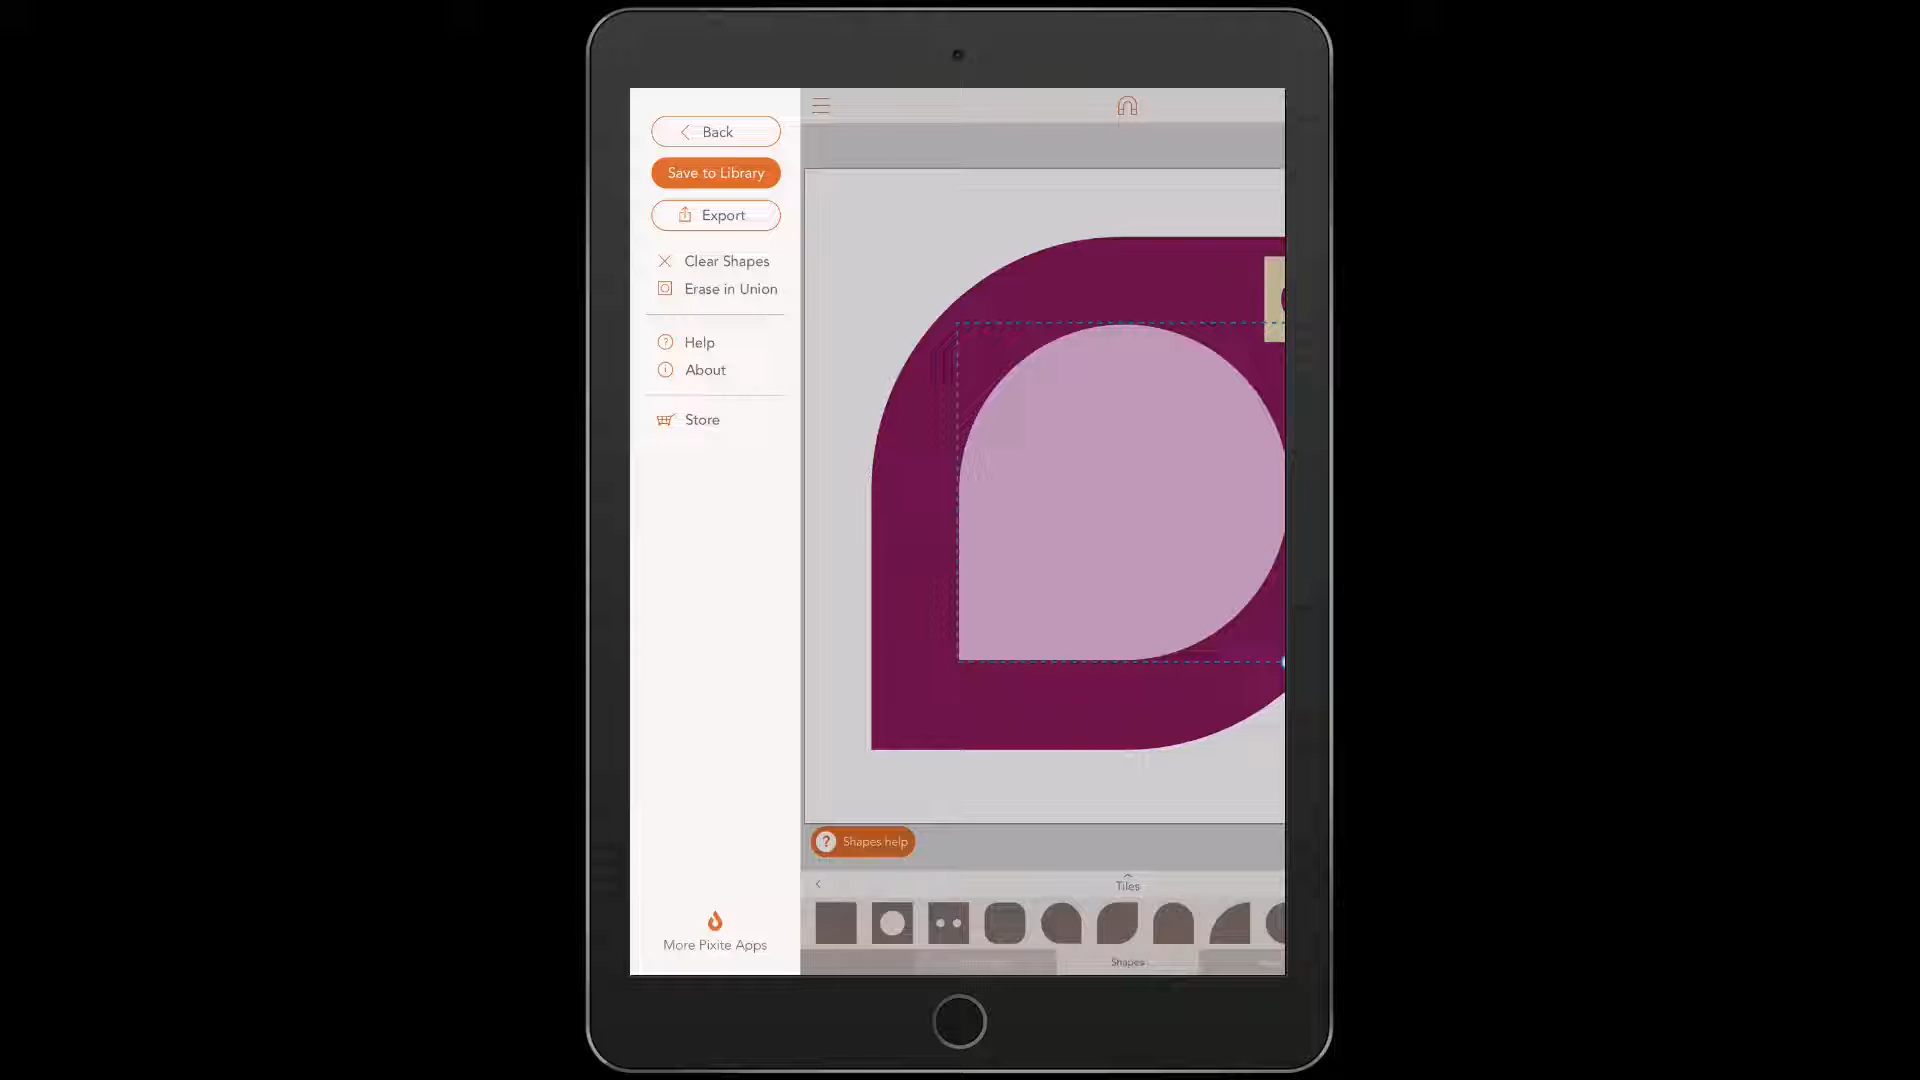 Back
Save to Library
Export
Clear Shapes
Erase in Union
Help
About
Store
More Pixite Apps
? Shapes help
Tiles
Shapes